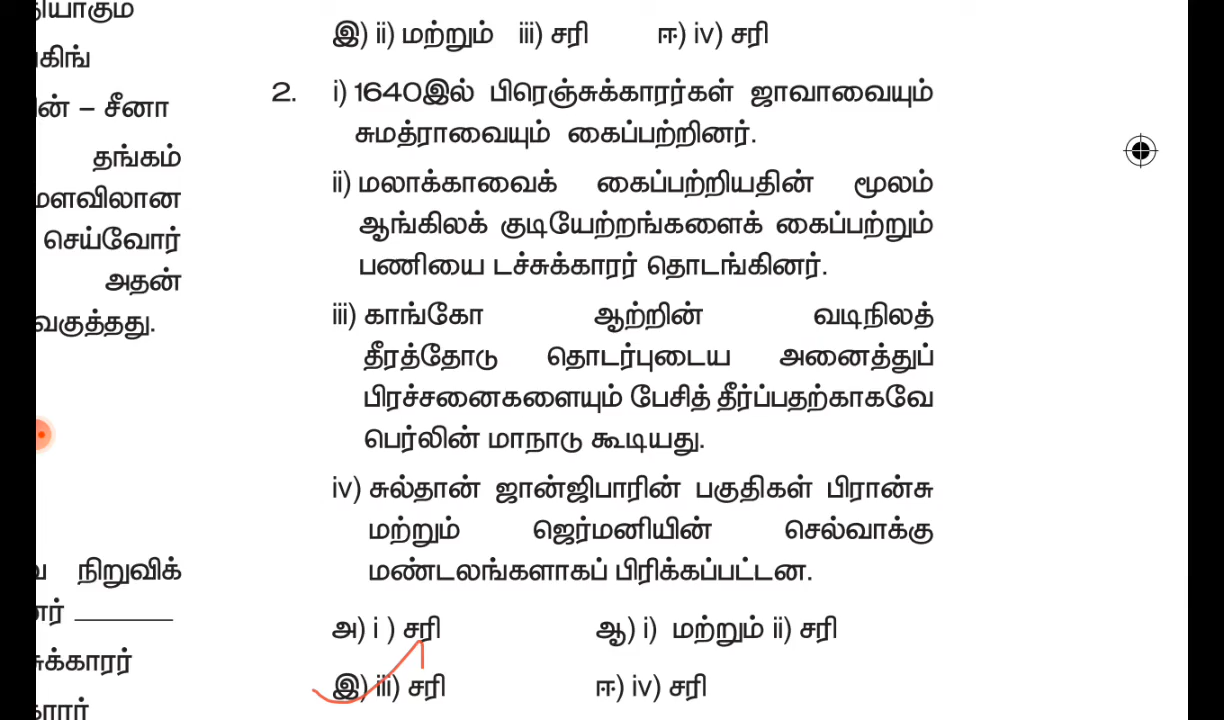 இ) ii) மற்றும் iii) சரி ஈ) iv) சரி
கிங்
ன் – சீனா
தங்கம்
ளவிலான
செய்வோர்
அதன்
வகுத்தது.
2. i) 1640இல் பிரெஞ்சுக்காரர்கள் ஜாவாவையும்
சுமத்ராவையும் கைப்பற்றினர்.
ii) மலாக்காவைக் கைப்பற்றியதின் மூலம்
ஆங்கிலக் குடியேற்றங்களைக் கைப்பற்றும்
பணியை டச்சுக்காரர் தொடங்கினர்.
iii) காங்கோ ஆற்றின் வடிநிலத்
தீரத்தோடு தொடர்புடைய அனைத்துப்
பிரச்சனைகளையும் பேசித் தீர்ப்பதற்காகவே
பெர்லின் மாநாடு கூடியது.
iv) சுல்தான் ஜான்ஜிபாரின் பகுதிகள் பிரான்சு
மற்றும் ஜெர்மனியின் செல்வாக்கு
மண்டலங்களாகப் பிரிக்கப்பட்டன.
நிறுவிக்
னர் ________
சுக்காரர்
அ) i ) சரி ஆ) i) மற்றும் ii) சரி
இ) iii) சரி ஈ) iv) சரி